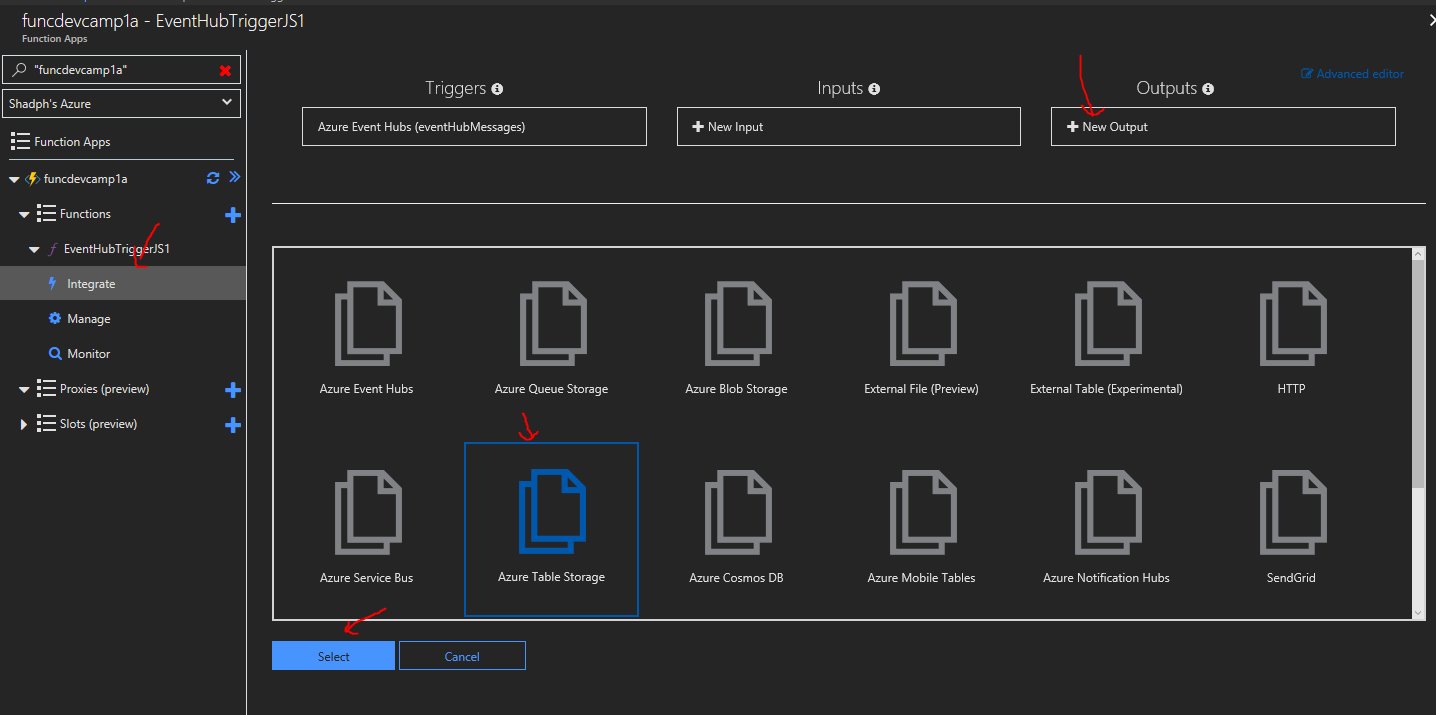 funcdevcamp1a - EventHubTriggerJS1
Function Apps
"funcdevcamp1a"
Shadph's Azure
Function Apps
funcdevcamp1a
Functions
EventHubTriggerJS1
Integrate
Manage
Monitor
Proxies (preview)
Slots (preview)
Advanced editor
Triggers
Inputs
Outputs
Azure Event Hubs (eventHubMessages)
New Input
New Output
Azure Event Hubs
Azure Queue Storage
Azure Blob Storage
External File (Preview)
External Table (Experimental)
HTTP
Azure Service Bus
Azure Table Storage
Azure Cosmos DB
Azure Mobile Tables
Azure Notification Hubs
SendGrid
Select
Cancel